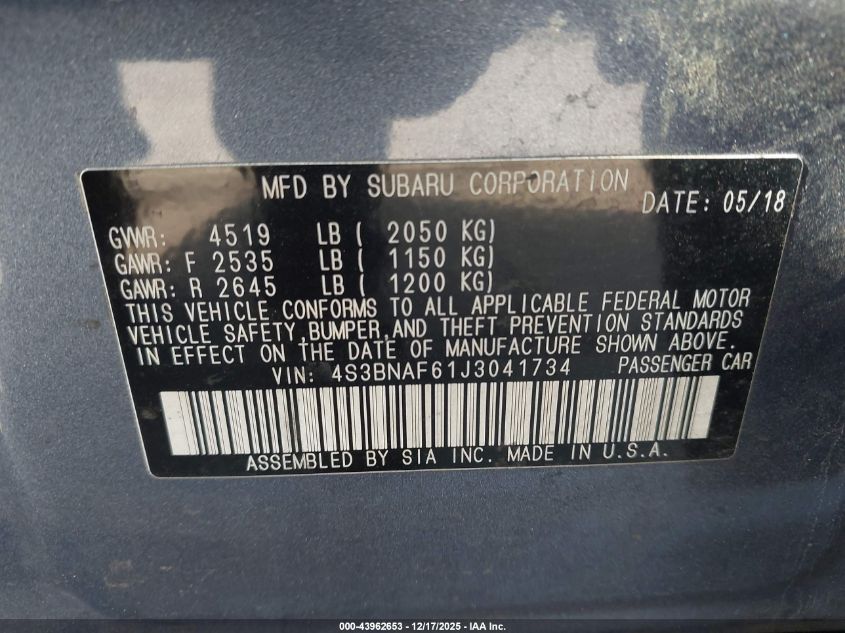 MFD BY SUBARU CORPORATION
DATE: 05/18
GVWR: 4519 LB ( 2050 KG)
GAWR: F 2535 LB ( 1150 KG)
GAWR: R 2645 LB ( 1200 KG)
THIS VEHICLE CONFORMS TO ALL APPLICABLE FEDERAL MOTOR
VEHICLE SAFETY,BUMPER,AND THEFT PREVENTION STANDARDS
IN EFFECT ON THE DATE OF MANUFACTURE SHOWN ABOVE.
VIN: 4S3BNAF61J3041734 PASSENGER CAR
ASSEMBLED BY SIA INC. MADE IN U.S.A.
000-43962653 - 12/17/2025 - IAA Inc.